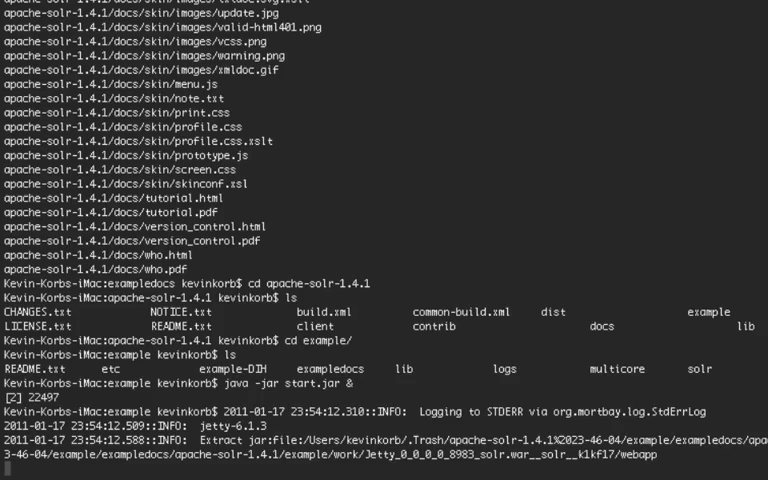 apache-solr-1.4.1/docs/skin/images/update.jpg
apache-solr-1.4.1/docs/skin/images/valid-html401.png
apache-solr-1.4.1/docs/skin/images/vcss.png
apache-solr-1.4.1/docs/skin/images/warning.png
apache-solr-1.4.1/docs/skin/images/xmldoc.gif
apache-solr-1.4.1/docs/skin/menu.js
apache-solr-1.4.1/docs/skin/note.txt
apache-solr-1.4.1/docs/skin/print.css
apache-solr-1.4.1/docs/skin/profile.css
apache-solr-1.4.1/docs/skin/profile.css.xslt
apache-solr-1.4.1/docs/skin/prototype.js
apache-solr-1.4.1/docs/skin/screen.css
apache-solr-1.4.1/docs/skin/skinconf.xsl
apache-solr-1.4.1/docs/tutorial.html
apache-solr-1.4.1/docs/tutorial.pdf
apache-solr-1.4.1/docs/version_control.html
apache-solr-1.4.1/docs/version_control.pdf
apache-solr-1.4.1/docs/who.html
apache-solr-1.4.1/docs/who.pdf
Kevin-Korbs-iMac:exampledocs kevinkorb$ cd apache-solr-1.4.1
Kevin-Korbs-iMac:apache-solr-1.4.1 kevinkorb$ ls
CHANGES.txt NOTICE.txt build.xml common-build.xml dist example
LICENSE.txt README.txt client contrib docs lib
Kevin-Korbs-iMac:apache-solr-1.4.1 kevinkorb$ cd example/
Kevin-Korbs-iMac:example kevinkorb$ ls
README.txt etc example-DIH exampledocs lib logs multicore solr
Kevin-Korbs-iMac:example kevinkorb$ java -jar start.jar &
[2] 22497
Kevin-Korbs-iMac:example kevinkorb$ 2011-01-17 23:54:12.310::INFO: Logging to STDERR via org.mortbay.log.StdErrLog
2011-01-17 23:54:12.509::INFO: jetty-6.1.3
2011-01-17 23:54:12.588::INFO: Extract jar:file:/Users/kevinkorb/.Trash/apache-solr-1.4.1%2023-46-04/example/exampledocs/apa
3-46-04/example/exampledocs/apache-solr-1.4.1/example/work/Jetty_0_0_0_0_8983_solr.war__solr__k1kf17/webapp